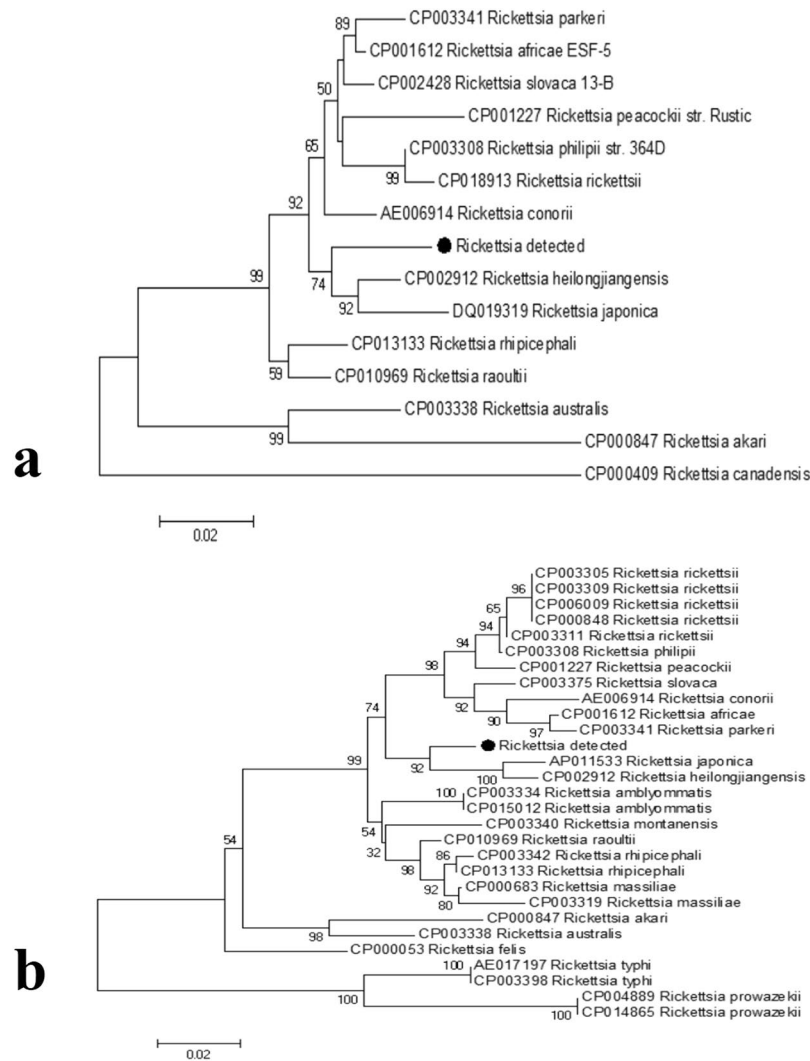 89
CP003341 Rickettsia parkeri
CP001612 Rickettsia africae ESF-5
CP002428 Rickettsia slovaca 13-B
50
CP001227 Rickettsia peacockii str. Rustic
65
CP003308 Rickettsia philipii str. 364D
99
CP018913 Rickettsia rickettsii
92
AE006914 Rickettsia conorii
Rickettsia detected
99
74
CP002912 Rickettsia heilongjiangensis
92
DQ019319 Rickettsia japonica
CP013133 Rickettsia rhipicephali
59
CP010969 Rickettsia raoultii
CP003338 Rickettsia australis
99
CP000847 Rickettsia akari
a
CP000409 Rickettsia canadensis
0.02
CP003305 Rickettsia rickettsii
96
CP003309 Rickettsia rickettsii
65
CP006009 Rickettsia rickettsii
CP000848 Rickettsia rickettsii
94
CP003311 Rickettsia rickettsii
94
CP003308 Rickettsia philipii
98
CP001227 Rickettsia peacockii
CP003375 Rickettsia slovaca
92
AE006914 Rickettsia conorii
74
90
CP001612 Rickettsia africae
97
CP003341 Rickettsia parkeri
Rickettsia detected
99
92
AP011533 Rickettsia japonica
100
CP002912 Rickettsia heilongjiangensis
100
CP003334 Rickettsia amblyommatis
CP015012 Rickettsia amblyommatis
54
CP003340 Rickettsia montanensis
54
32
CP010969 Rickettsia raoultii
86
CP003342 Rickettsia rhipicephali
98
CP013133 Rickettsia rhipicephali
92
CP000683 Rickettsia massiliae
80
CP003319 Rickettsia massiliae
CP000847 Rickettsia akari
98
CP003338 Rickettsia australis
CP000053 Rickettsia felis
b
100
AE017197 Rickettsia typhi
CP003398 Rickettsia typhi
100
CP004889 Rickettsia prowazekii
100
CP014865 Rickettsia prowazekii
0.02